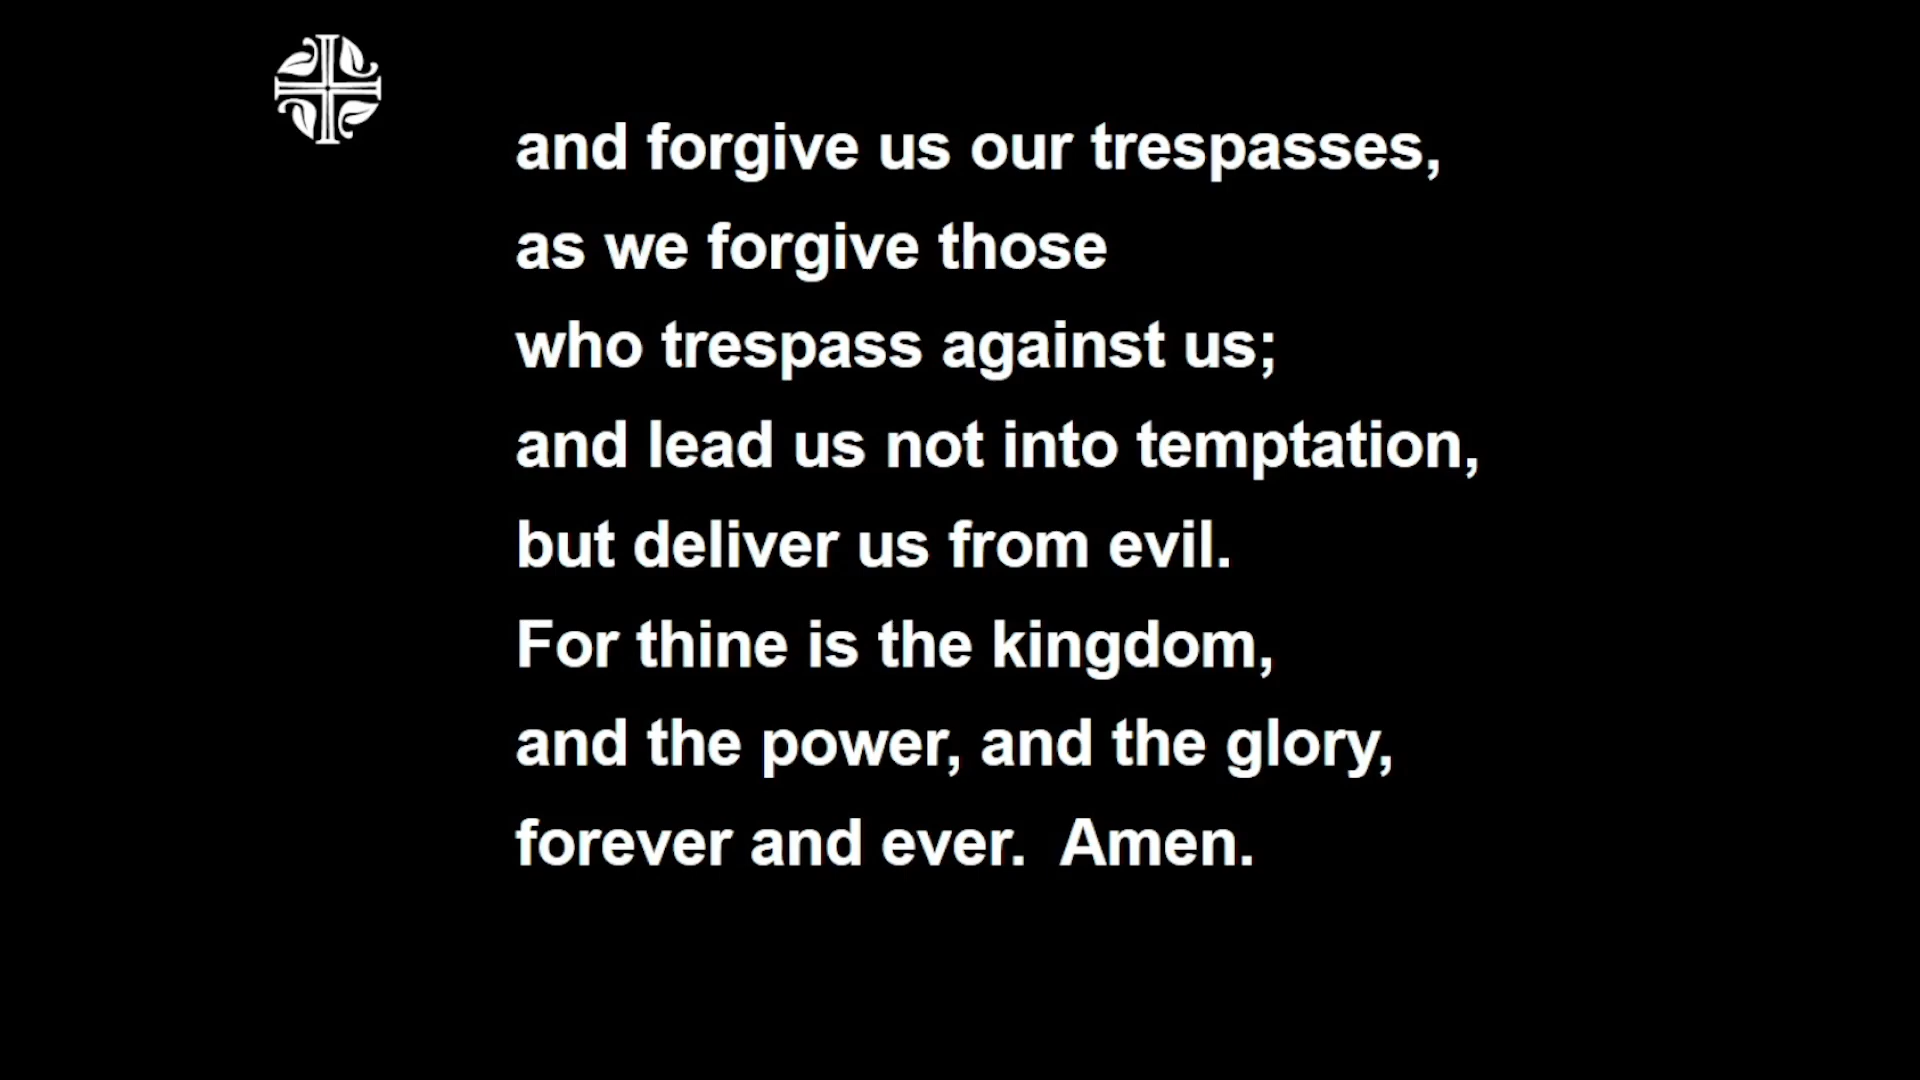 and forgive us our trespasses,
as we forgive those
who trespass against us;
and lead us not into temptation,
but deliver us from evil.
For thine is the kingdom,
and the power, and the glory,
forever and ever.  Amen.